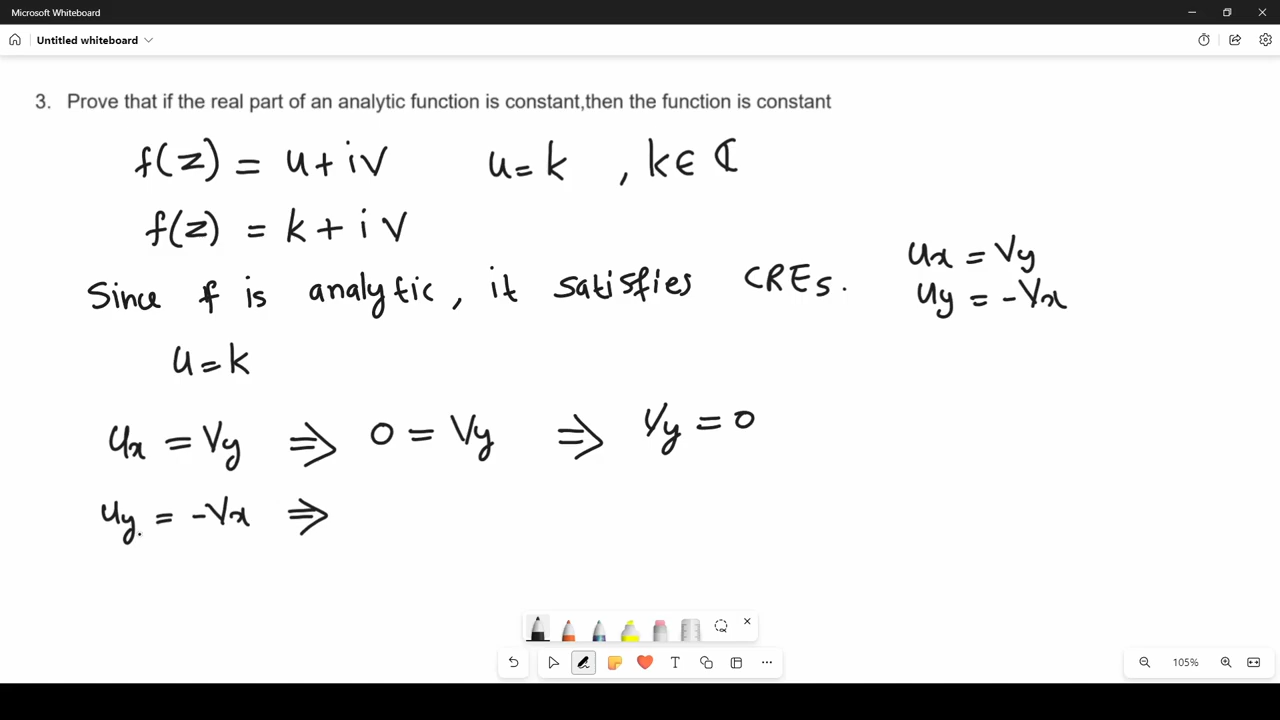 Microsoft Whiteboard
Untitled whiteboard
3. Prove that if the real part of an analytic function is constant,then the function is constant
f(z) = u + iv u = k , k ∈ ℂ
f(z) = k + iv
Since f is analytic, it satisfies CREs.
ux = vy
uy = -vx
u = k
ux = vy ⇒ 0 = vy ⇒ vy = 0
uy = -vx ⇒
T
105%